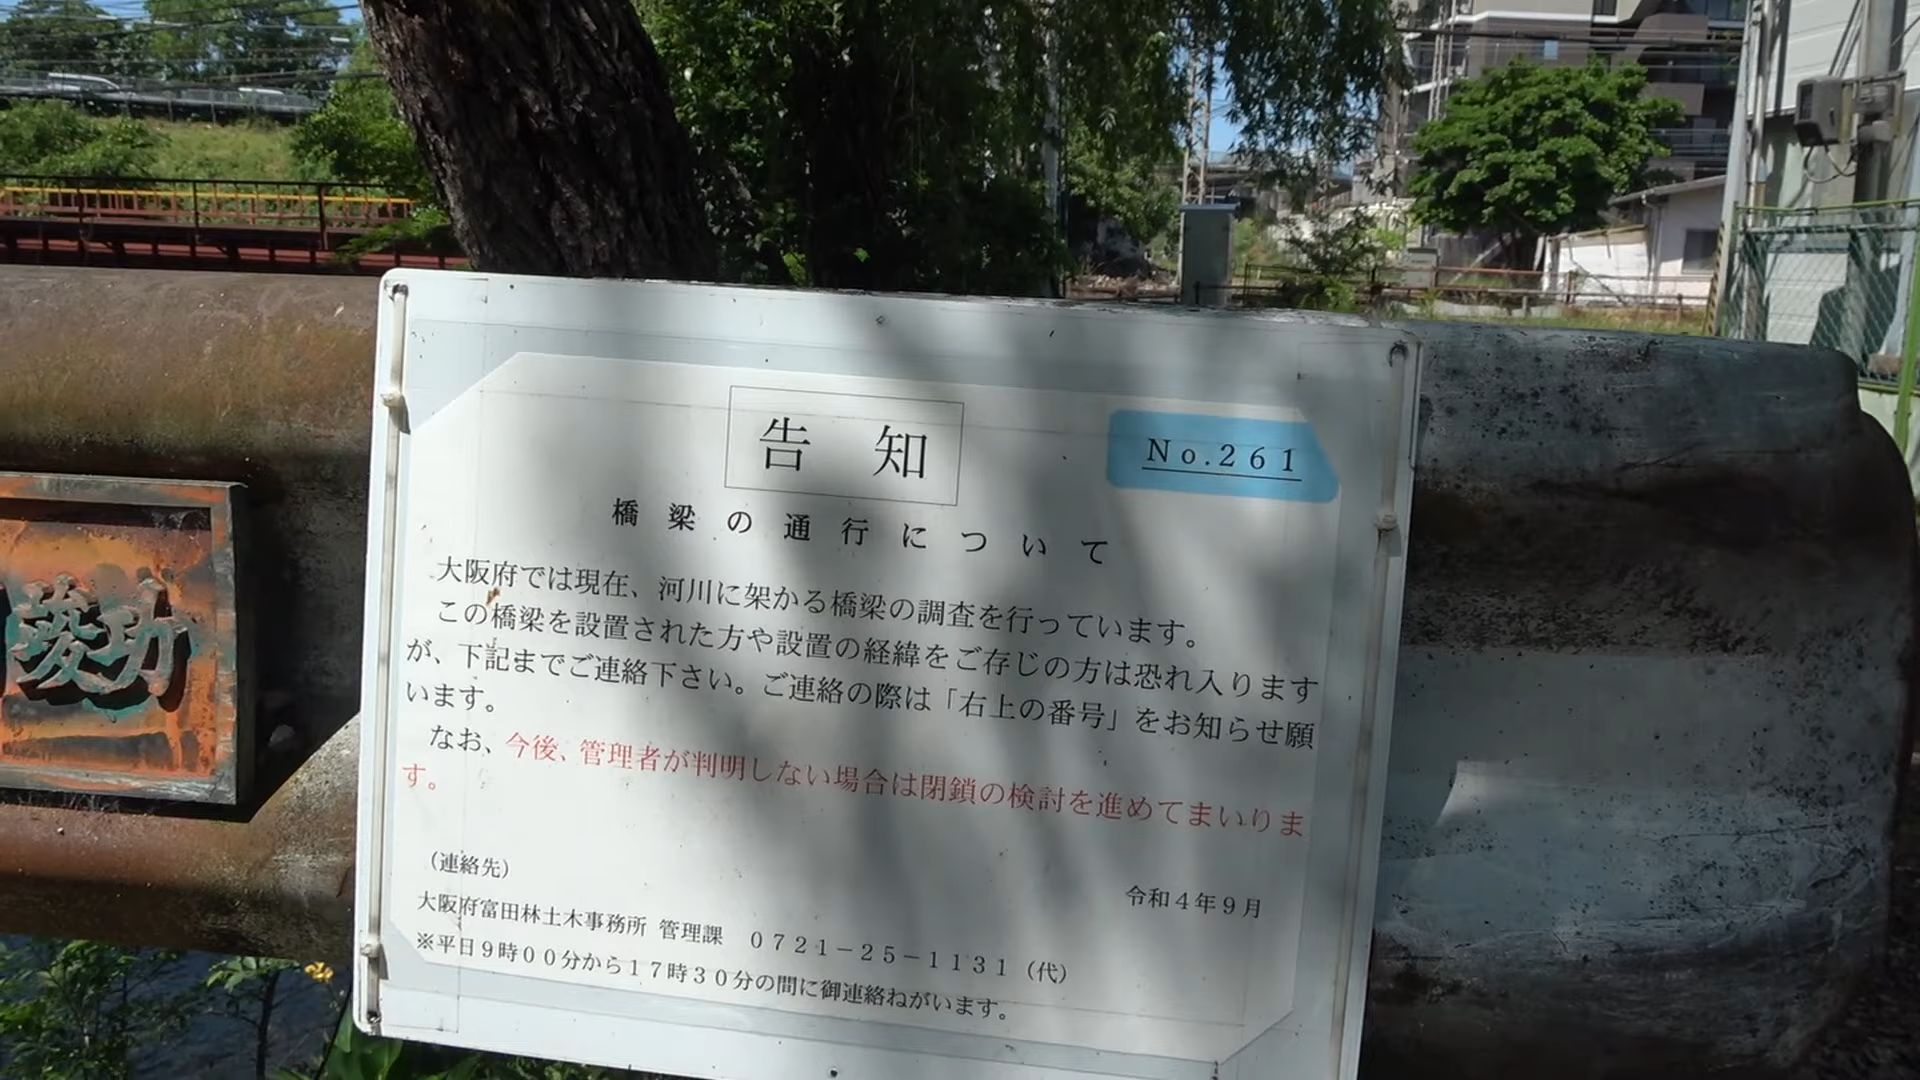 告 知
No.261
橋梁の通行について
大阪府では現在、河川に架かる橋梁の調査を行っています。
この橋梁を設置された方や設置の経緯をご存じの方は恐れ入ります
が、下記までご連絡下さい。ご連絡の際は「右上の番号」をお知らせ願
います。
なお、今後、管理者が判明しない場合は閉鎖の検討を進めてまいりま
す。
（連絡先）
令和４年９月
大阪府富田林土木事務所 管理課 ０７２１－２５－１１３１（代）
※平日９時００分から１７時３０分の間に御連絡ねがいます。
竣功